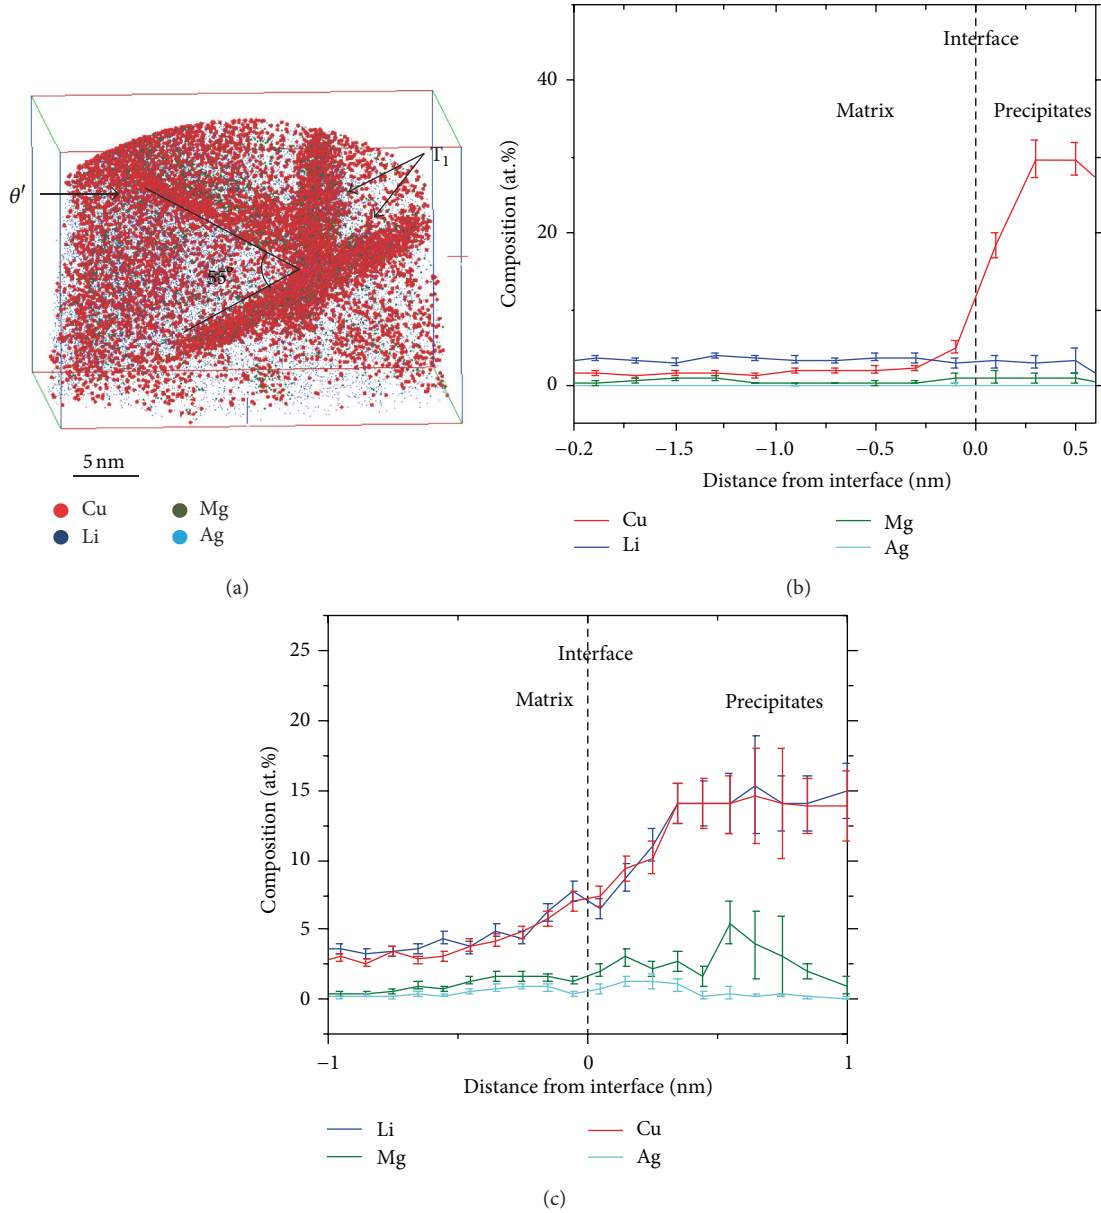 θ′
T1
55°
5 nm
Cu
Mg
Li
Ag
(a)
Interface
Matrix
Precipitates
Composition (at.%)
40
20
0
−0.2
−2.5
−1.5
−1.0
−0.5
0.0
0.5
Distance from interface (nm)
Cu
Mg
Li
Ag
(b)
Interface
Matrix
Precipitates
Composition (at.%)
25
20
15
10
5
0
−1
0
1
Distance from interface (nm)
Li
Cu
Mg
Ag
(c)